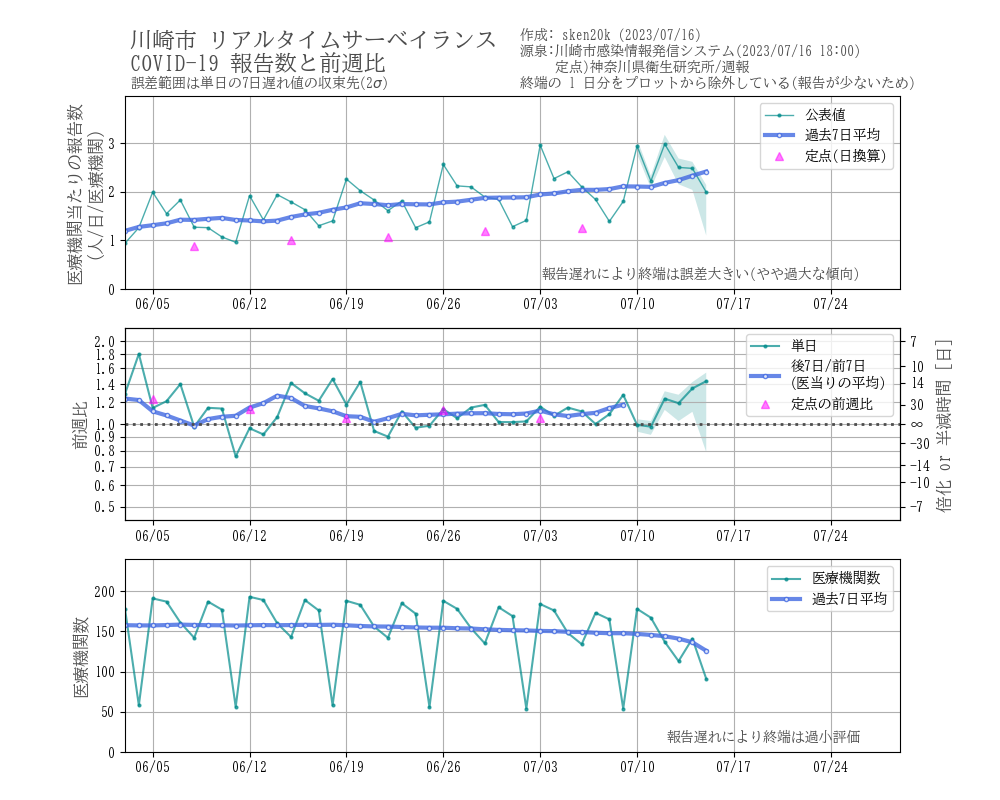 川崎市 リアルタイムサーベイランス
COVID-19 報告数と前週比
誤差範囲は単日の7日遅れ値の収束先(2σ)
作成: sken20k (2023/07/16)
源泉:川崎市感染情報発信システム(2023/07/16 18:00)
定点)神奈川県衛生研究所/週報
終端の 1 日分をプロットから除外している(報告が少ないため)
医療機関当たりの報告数
(人/日/医療機関)
3
2
1
0
公表値
過去7日平均
定点(日換算)
報告遅れにより終端は誤差大きい(やや過大な傾向)
06/05 06/12 06/19 06/26 07/03 07/10 07/17 07/24
前週比
2.0
1.8
1.6
1.4
1.2
1.0
0.9
0.8
0.7
0.6
0.5
単日
後7日/前7日
(医当りの平均)
定点の前週比
7
10
14
30
∞
-30
-14
-10
-7
倍化 or 半減時間 [日]
06/05 06/12 06/19 06/26 07/03 07/10 07/17 07/24
医療機関数
200
150
100
50
0
医療機関数
過去7日平均
報告遅れにより終端は過小評価
06/05 06/12 06/19 06/26 07/03 07/10 07/17 07/24